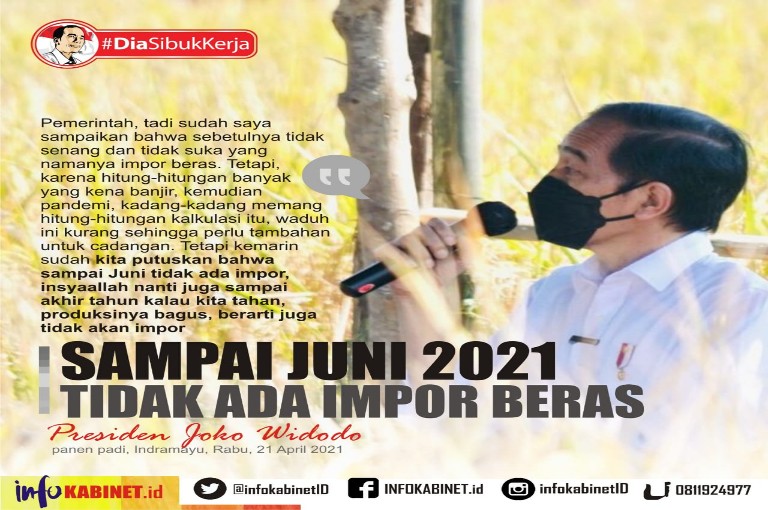 #DiaSibukKerja
Pemerintah, tadi sudah saya
sampaikan bahwa sebetulnya tidak
senang dan tidak suka yang
namanya impor beras. Tetapi,
karena hitung-hitungan banyak
yang kena banjir, kemudian
pandemi, kadang-kadang memang
hitung-hitungan kalkulasi itu, waduh
ini kurang sehingga perlu tambahan
untuk cadangan. Tetapi kemarin
sudah kita putuskan bahwa
sampai Juni tidak ada impor,
insyaallah nanti juga sampai
akhir tahun kalau kita tahan,
produksinya bagus, berarti juga
tidak akan impor
SAMPAI JUNI 2021
TIDAK ADA IMPOR BERAS
Presiden Joko Widodo
panen padi, Indramayu, Rabu, 21 April 2021
info KABINET.id @infokabinetID INFOKABINET.id infokabinetID 0811924977